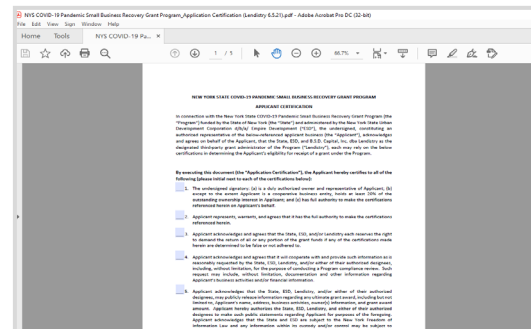 NYS COVID-19 Pandemic Small Business Recovery Grant Program_Application Certification (Lendistry 6.5.21).pdf - Adobe Acrobat Pro DC (32-bit)
File Edit View Sign Window Help
Home Tools NYS COVID-19 Pa... ×
1 / 5 66.7%
NEW YORK STATE COVID-19 PANDEMIC SMALL BUSINESS RECOVERY GRANT PROGRAM
APPLICANT CERTIFICATION
In connection with the New York State COVID-19 Pandemic Small Business Recovery Grant Program (the
"Program") funded by the State of New York (the "State") and administered by the New York State Urban
Development Corporation d/b/a/ Empire Development ("ESD"), the undersigned, constituting an
authorized representative of the below-referenced applicant business (the "Applicant"), acknowledges
and agrees on behalf of the Applicant, that the State, ESD, and B.S.D. Capital, Inc. dba Lendistry as the
designated third-party grant administrator of the Program ("Lendistry"), each may rely on the below
certifications in determining the Applicant's eligibility for receipt of a grant under the Program.
By executing this document (the "Application Certification"), the Applicant hereby certifies to all of the
following (please initial next to each of the certifications below):
1. The undersigned signatory: (a) is a duly authorized owner and representative of Applicant, (b)
except to the extent Applicant is a cooperative business entity, holds at least 20% of the
outstanding ownership interest in Applicant; and (c) has full authority to make the certifications
referenced herein on Applicant's behalf.
2. Applicant represents, warrants, and agrees that it has the full authority to make the certifications
referenced herein.
3. Applicant acknowledges and agrees that the State, ESD, and/or Lendistry each receives the right
to demand the return of all or any portion of the grant funds if any of the certifications made
herein are determined to be false or not adhered to.
4. Applicant acknowledges and agrees that it will cooperate with and provide such information as is
reasonably requested by the State, ESD, Lendistry, and/or either of their authorized designees,
including, without limitation, for the purpose of conducting a Program compliance review. Such
request may include, without limitation, documentation and other information regarding
Applicant's business activities and/or financial information.
5. Applicant acknowledges that the State, ESD, Lendistry, and/or either of their authorized
designees, may publicly release information regarding any ultimate grant award, including but not
limited to, Applicant's name, address, business activities, owner(s) information, and grant award
amount. Applicant hereby authorizes the State, ESD, Lendistry, and either of their authorized
designees to make such public statements regarding Applicant for purposes of the foregoing.
Applicant acknowledges that the State and ESD are subject to the New York Freedom of
Information Law and any information within its custody and/or control may be subject to